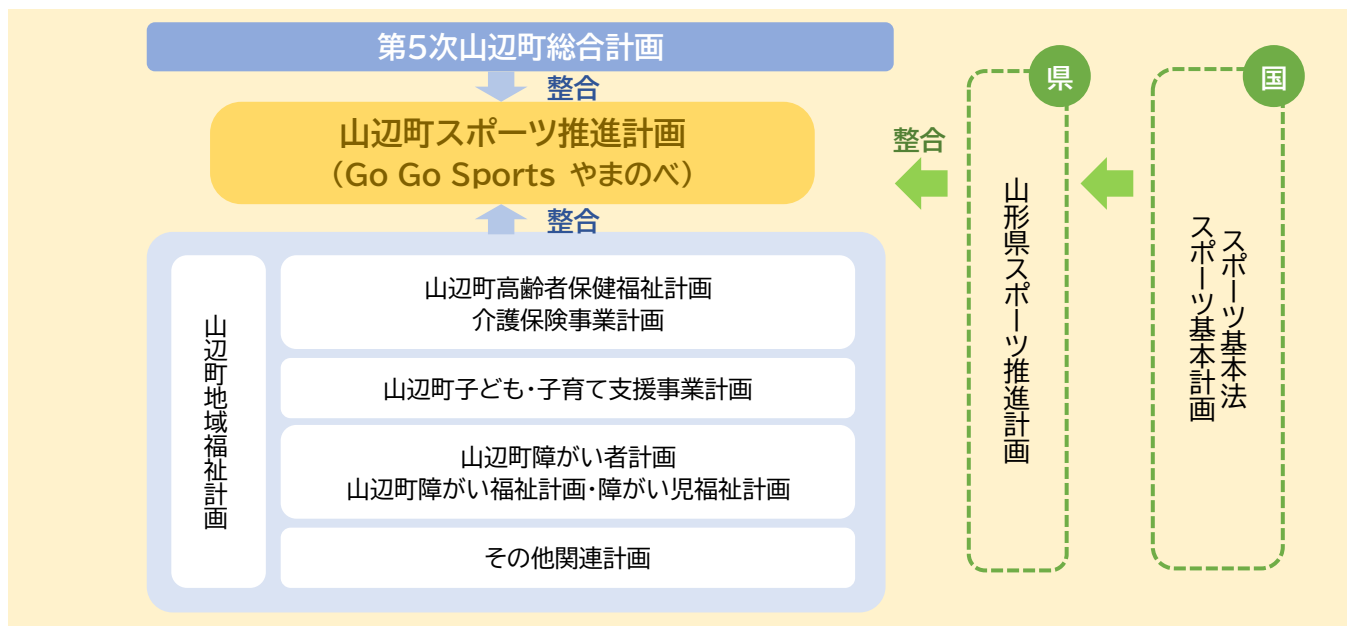 第5次山辺町総合計画
整合
山辺町スポーツ推進計画
（Go Go Sports やまのべ）
整合
山辺町地域福祉計画
山辺町高齢者保健福祉計画
介護保険事業計画
山辺町子ども・子育て支援事業計画
山辺町障がい者計画
山辺町障がい福祉計画・障がい児福祉計画
その他関連計画
整合
県
山形県スポーツ推進計画
国
スポーツ基本法
スポーツ基本計画